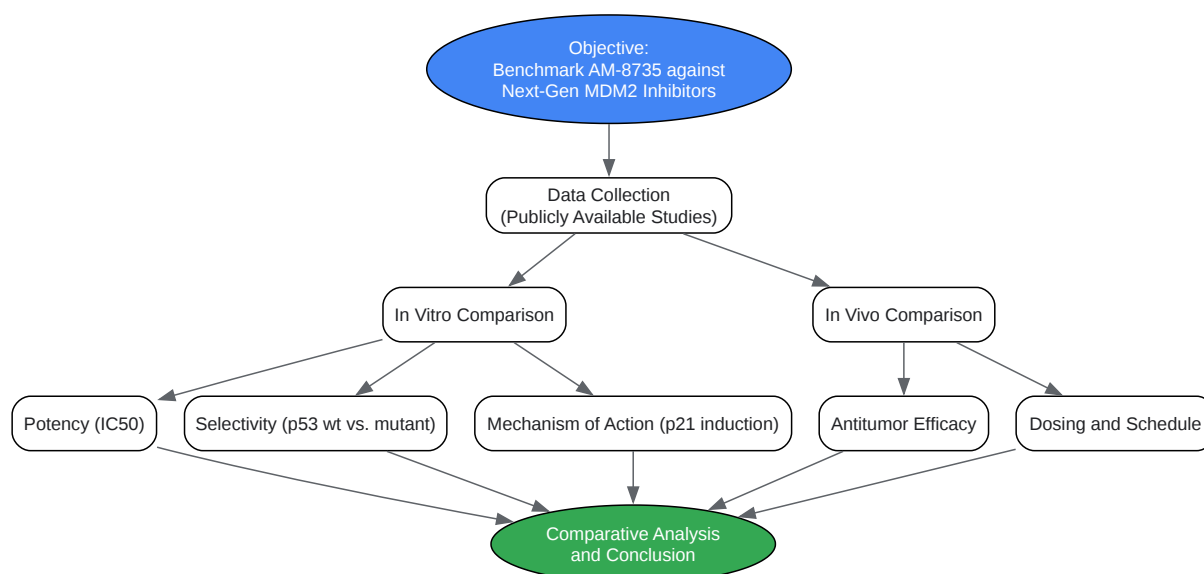 Objective:
Benchmark AM-8735 against
Next-Gen MDM2 Inhibitors
Data Collection
(Publicly Available Studies)
In Vitro Comparison
In Vivo Comparison
Potency (IC50)
Selectivity (p53 wt vs. mutant)
Mechanism of Action (p21 induction)
Antitumor Efficacy
Dosing and Schedule
Comparative Analysis
and Conclusion